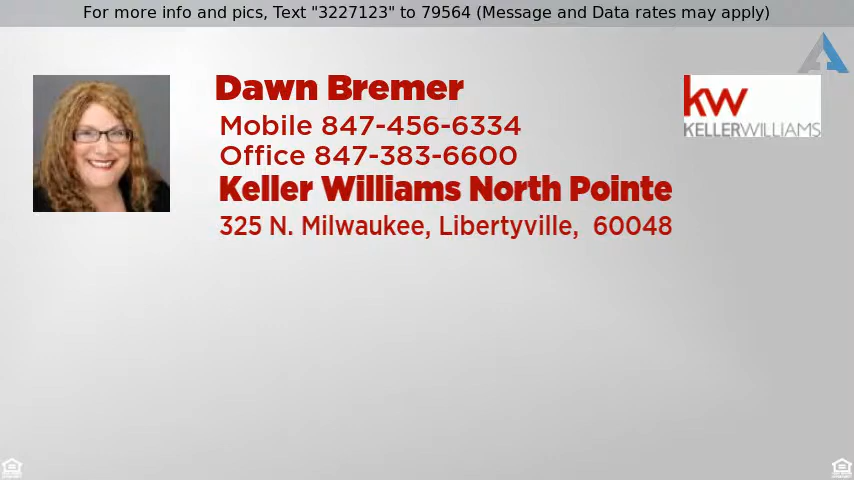 For more info and pics, Text "3227123" to 79564 (Message and Data rates may apply)
Dawn Bremer
Mobile 847-456-6334
Office 847-383-6600
Keller Williams North Pointe
325 N. Milwaukee, Libertyville, 60048
kw
KELLERWILLIAMS